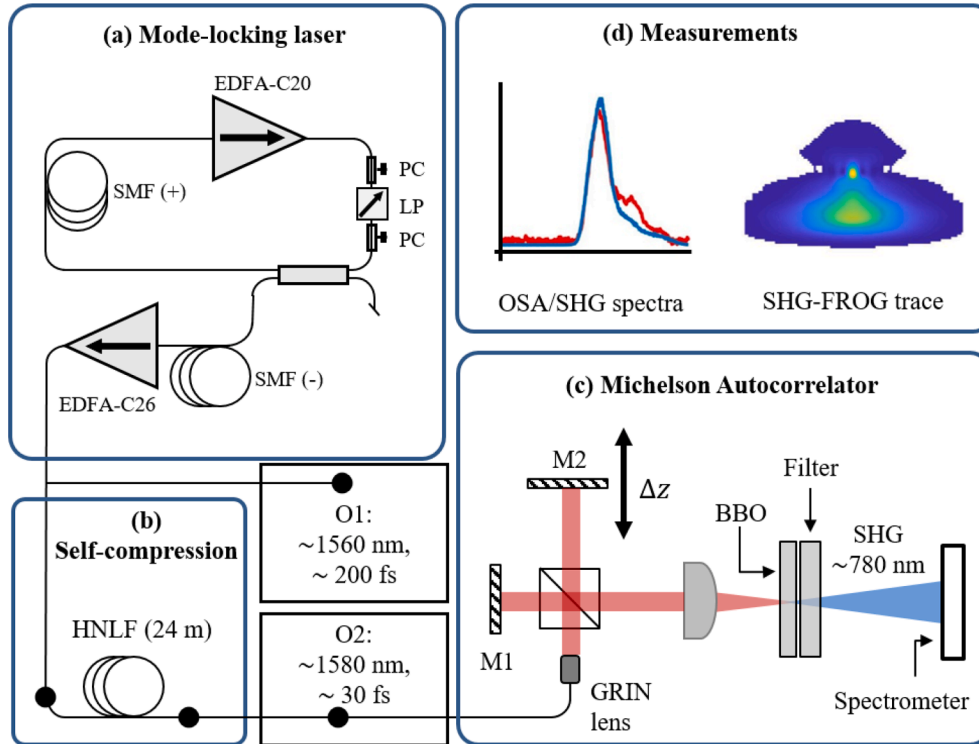 (a) Mode-locking laser
EDFA-C20
SMF (+)
PC
LP
PC
EDFA-C26
SMF (-)
(d) Measurements
OSA/SHG spectra
SHG-FROG trace
(b)
Self-compression
HNLF (24 m)
O1:
~1560 nm,
~ 200 fs
O2:
~1580 nm,
~ 30 fs
(c) Michelson Autocorrelator
M2
Δz
Filter
BBO
SHG
~780 nm
M1
GRIN
lens
Spectrometer